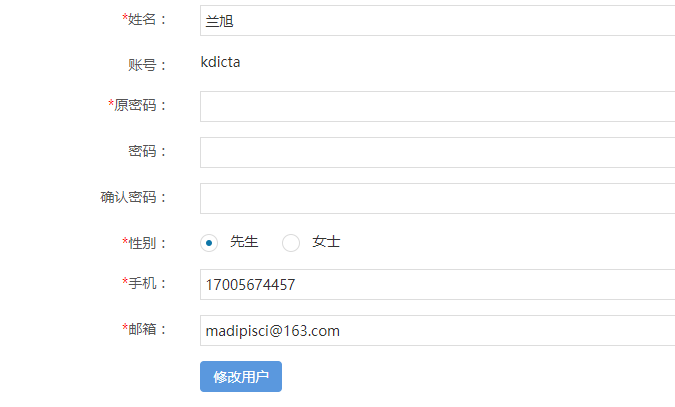 *姓名： 兰旭
账号： kdicta
*原密码：
密码：
确认密码：
*性别： 先生 女士
*手机： 17005674457
*邮箱： madipisci@163.com
修改用户